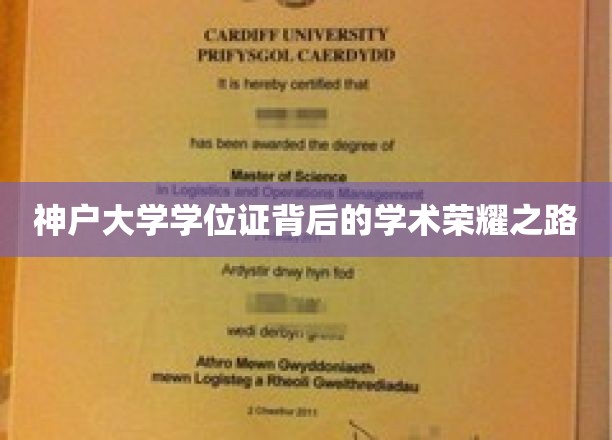 CARDIFF UNIVERSITY
PRIFYSGOL CAERDYDD
It is hereby certified that
has been awarded the degree of
Master of Science
in Logistics and Operations Management
神户大学学位证背后的学术荣耀之路
Ardystir drwy hyn fod
wedi derbyn
Athro Mewn Gwyddoniaeth
mewn Logisteg a Rheoli Gweithrediadau
2 Chwefror 2011